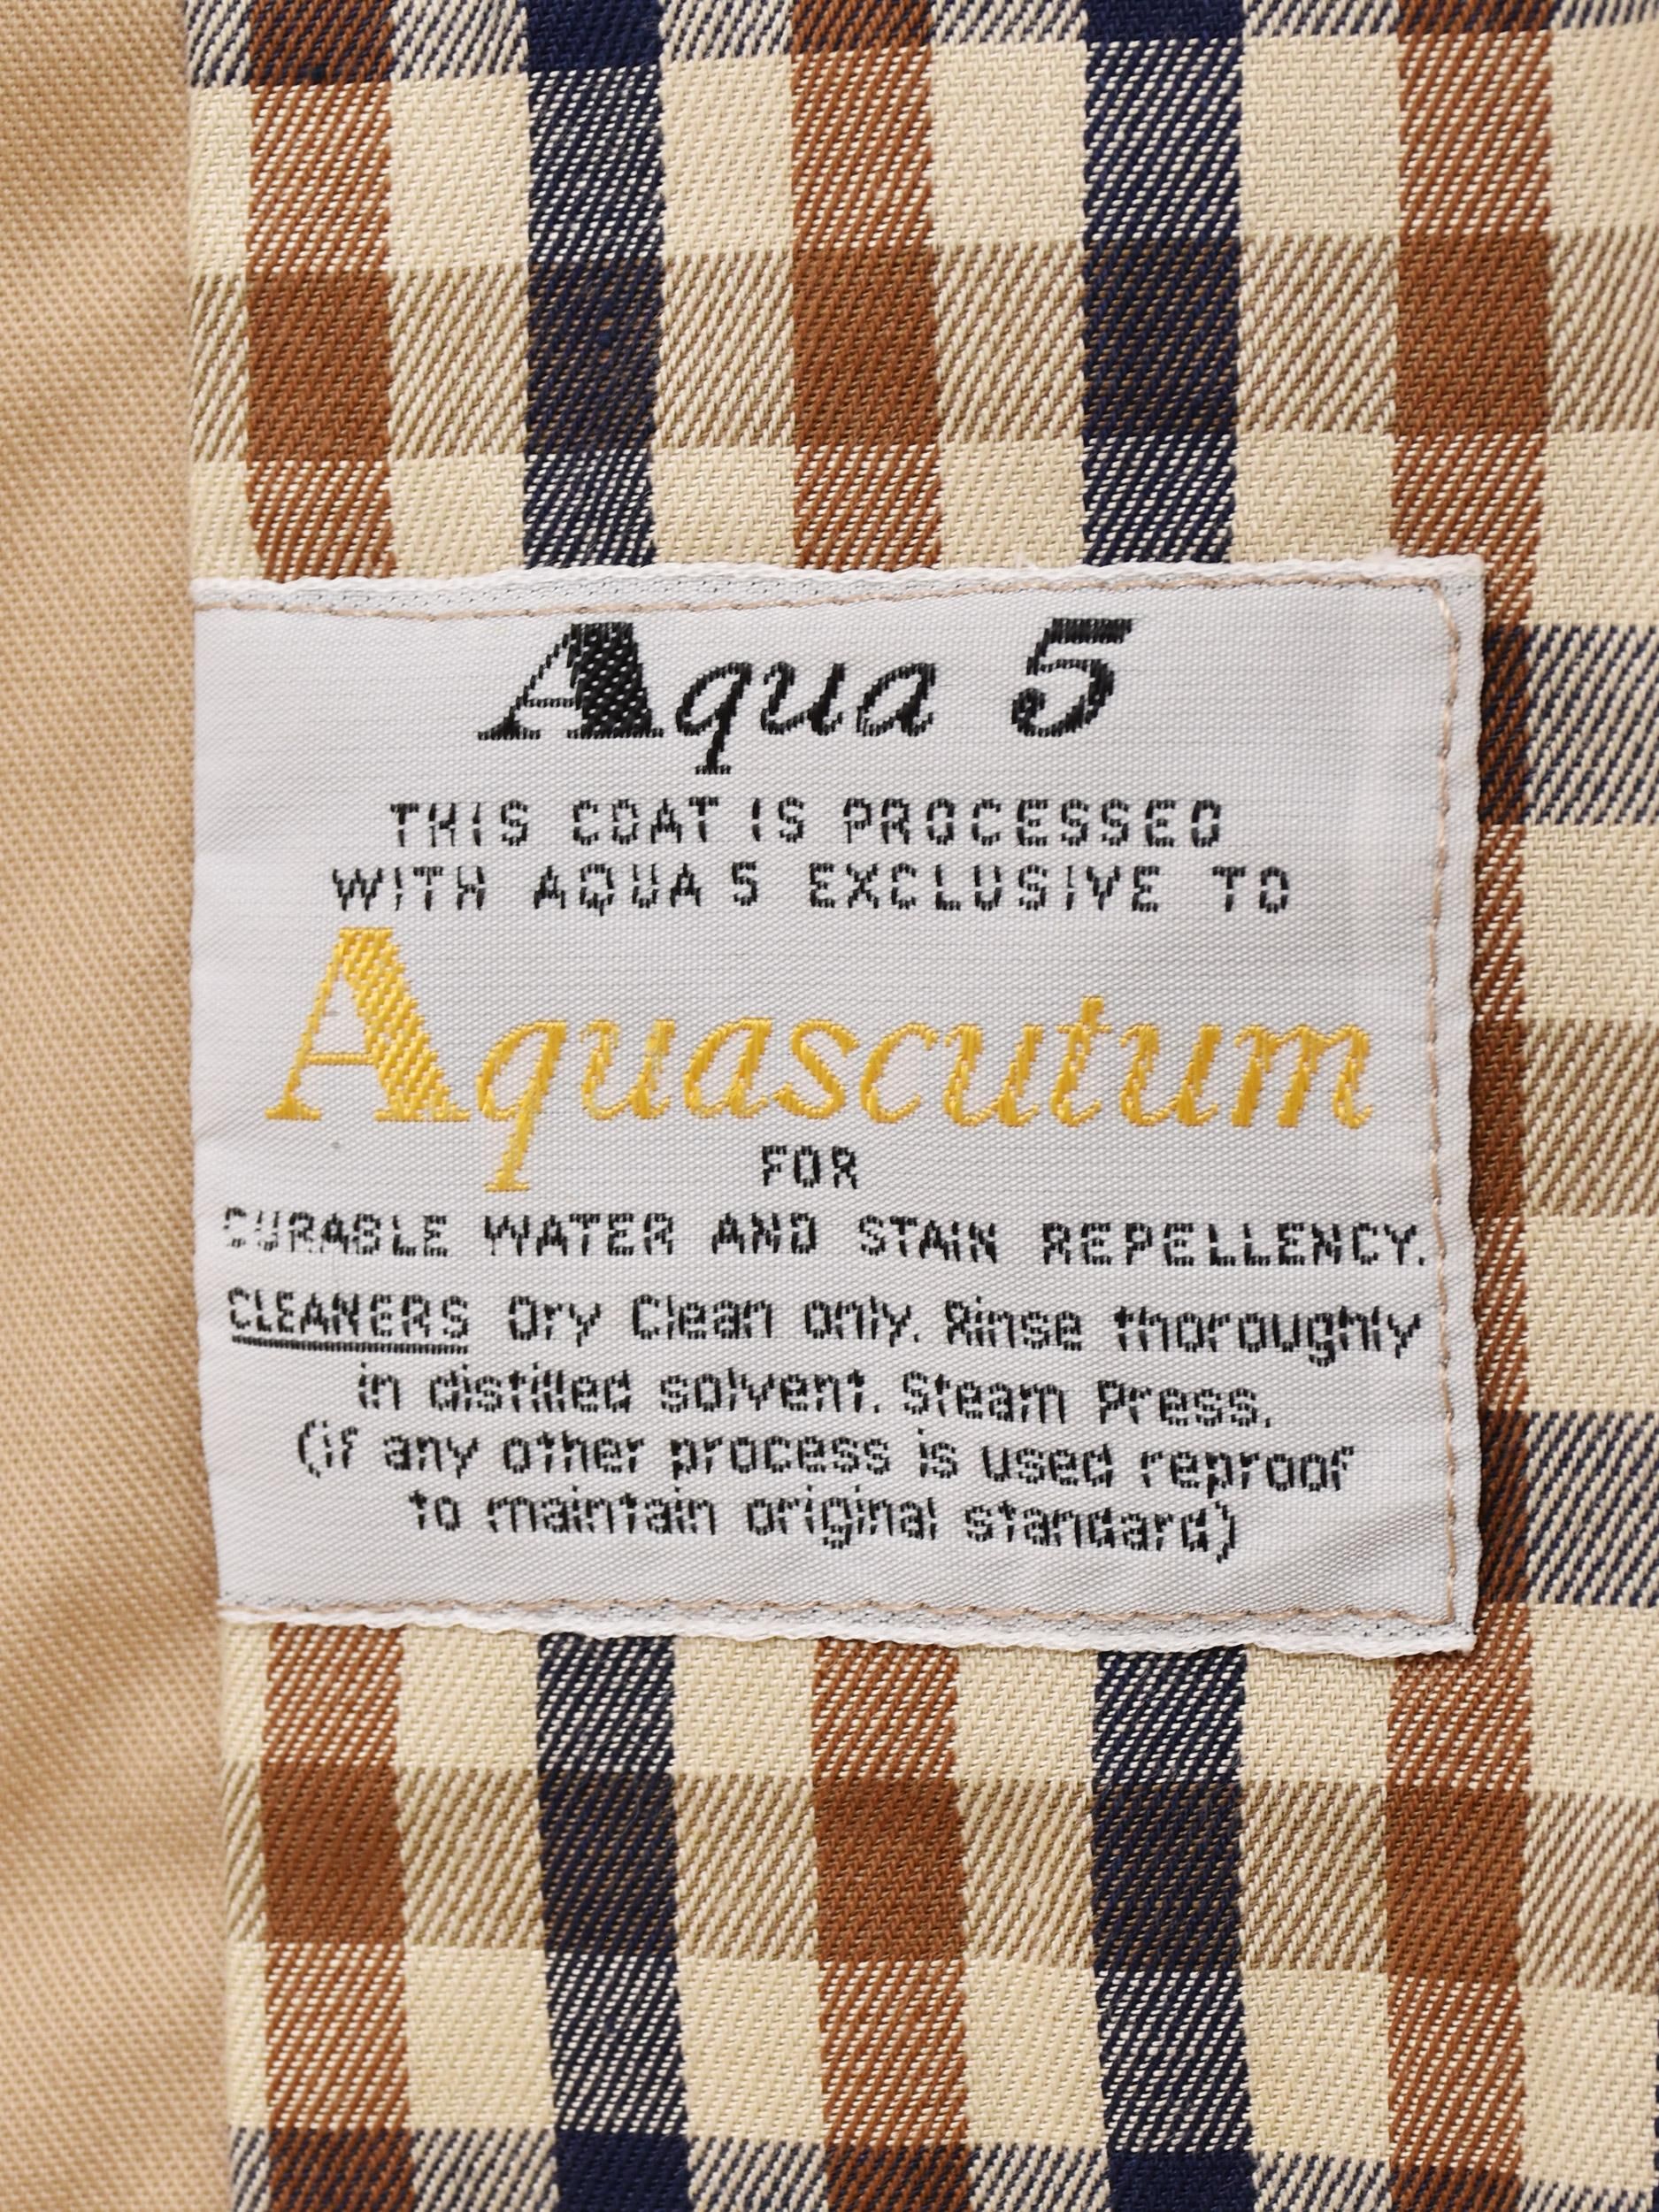 Aqua 5
THIS COAT IS PROCESSED
WITH AQUA 5 EXCLUSIVE TO
Aquascutum
FOR
DURABLE WATER AND STAIN REPELLENCY.
CLEANERS Dry Clean only. Rinse thoroughly
in distilled solvent. Steam Press.
(if any other process is used reproof
to maintain original standard)